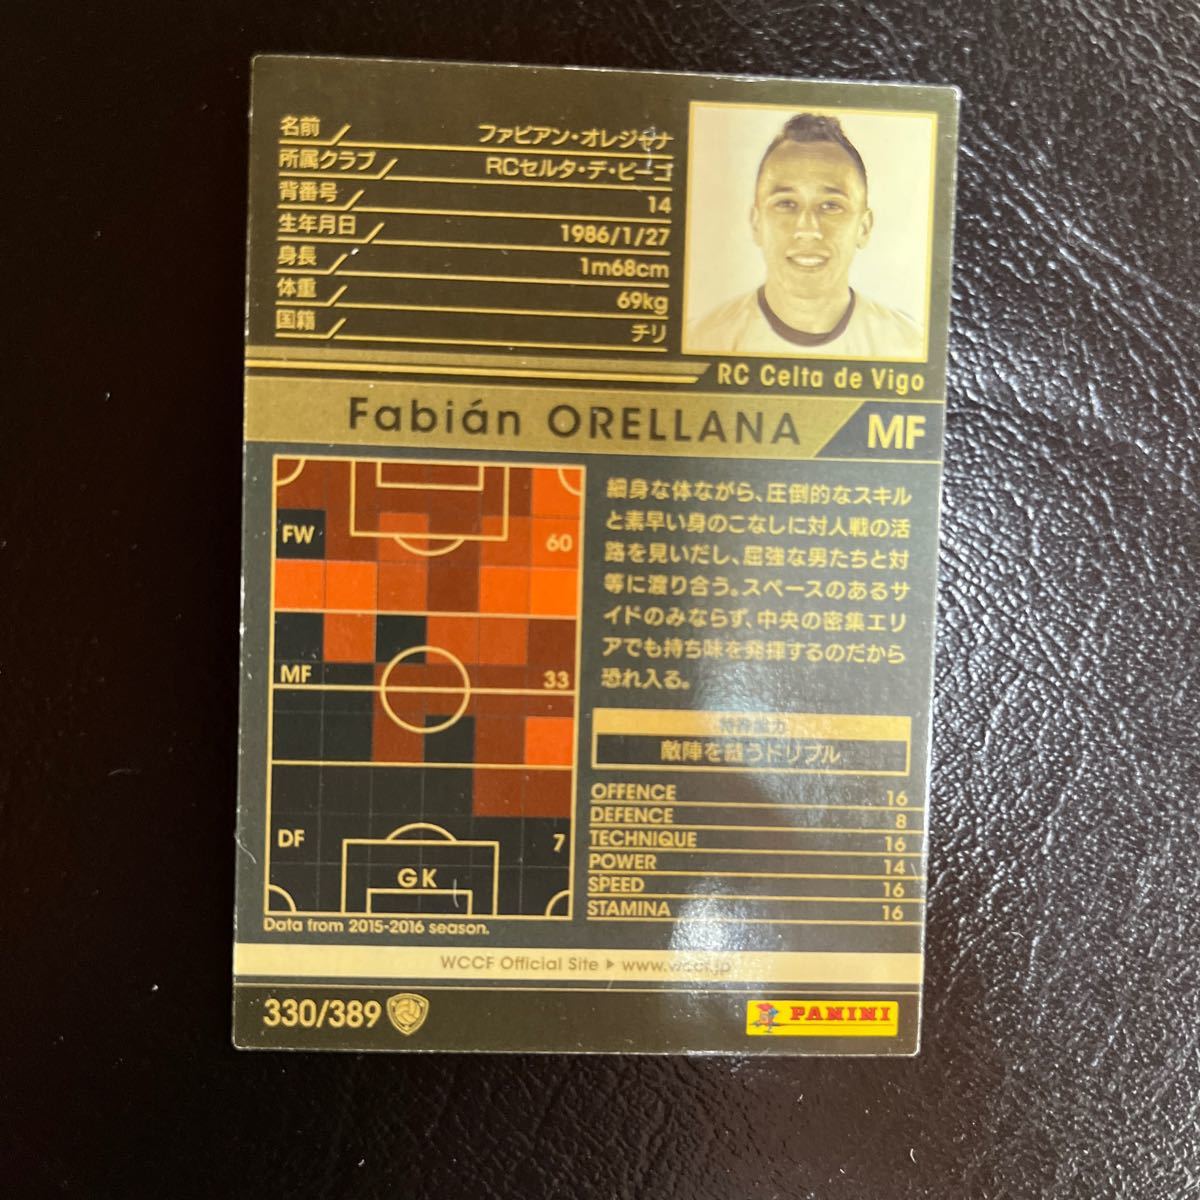 名前 ファビアン・オレジャナ
所属クラブ RCセルタ・デ・ビーゴ
背番号 14
生年月日 1986/1/27
身長 1m68cm
体重 69kg
国籍 チリ
RC Celta de Vigo
Fabián ORELLANA MF
FW 60
MF 33
DF 7
GK
Data from 2015-2016 season.
細身な体ながら、圧倒的なスキル
と素早い身のこなしに対人戦の活
路を見いだし、屈強な男たちと対
等に渡り合う。スペースのあるサ
イドのみならず、中央の密集エリ
アでも持ち味を発揮するのだから
恐れ入る。
特殊能力
敵陣を縫うドリブル
OFFENCE 16
DEFENCE 8
TECHNIQUE 16
POWER 14
SPEED 16
STAMINA 16
WCCF Official Site ▶ www.wccf.jp
330/389
PANINI